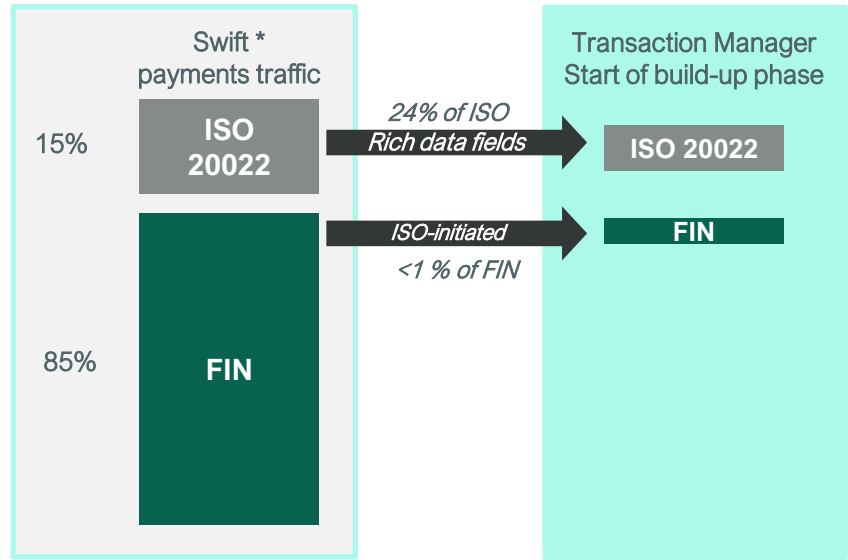 Swift *
payments traffic
15%
ISO
20022
85%
FIN
24% of ISO
Rich data fields
ISO-initiated
<1 % of FIN
Transaction Manager
Start of build-up phase
ISO 20022
FIN